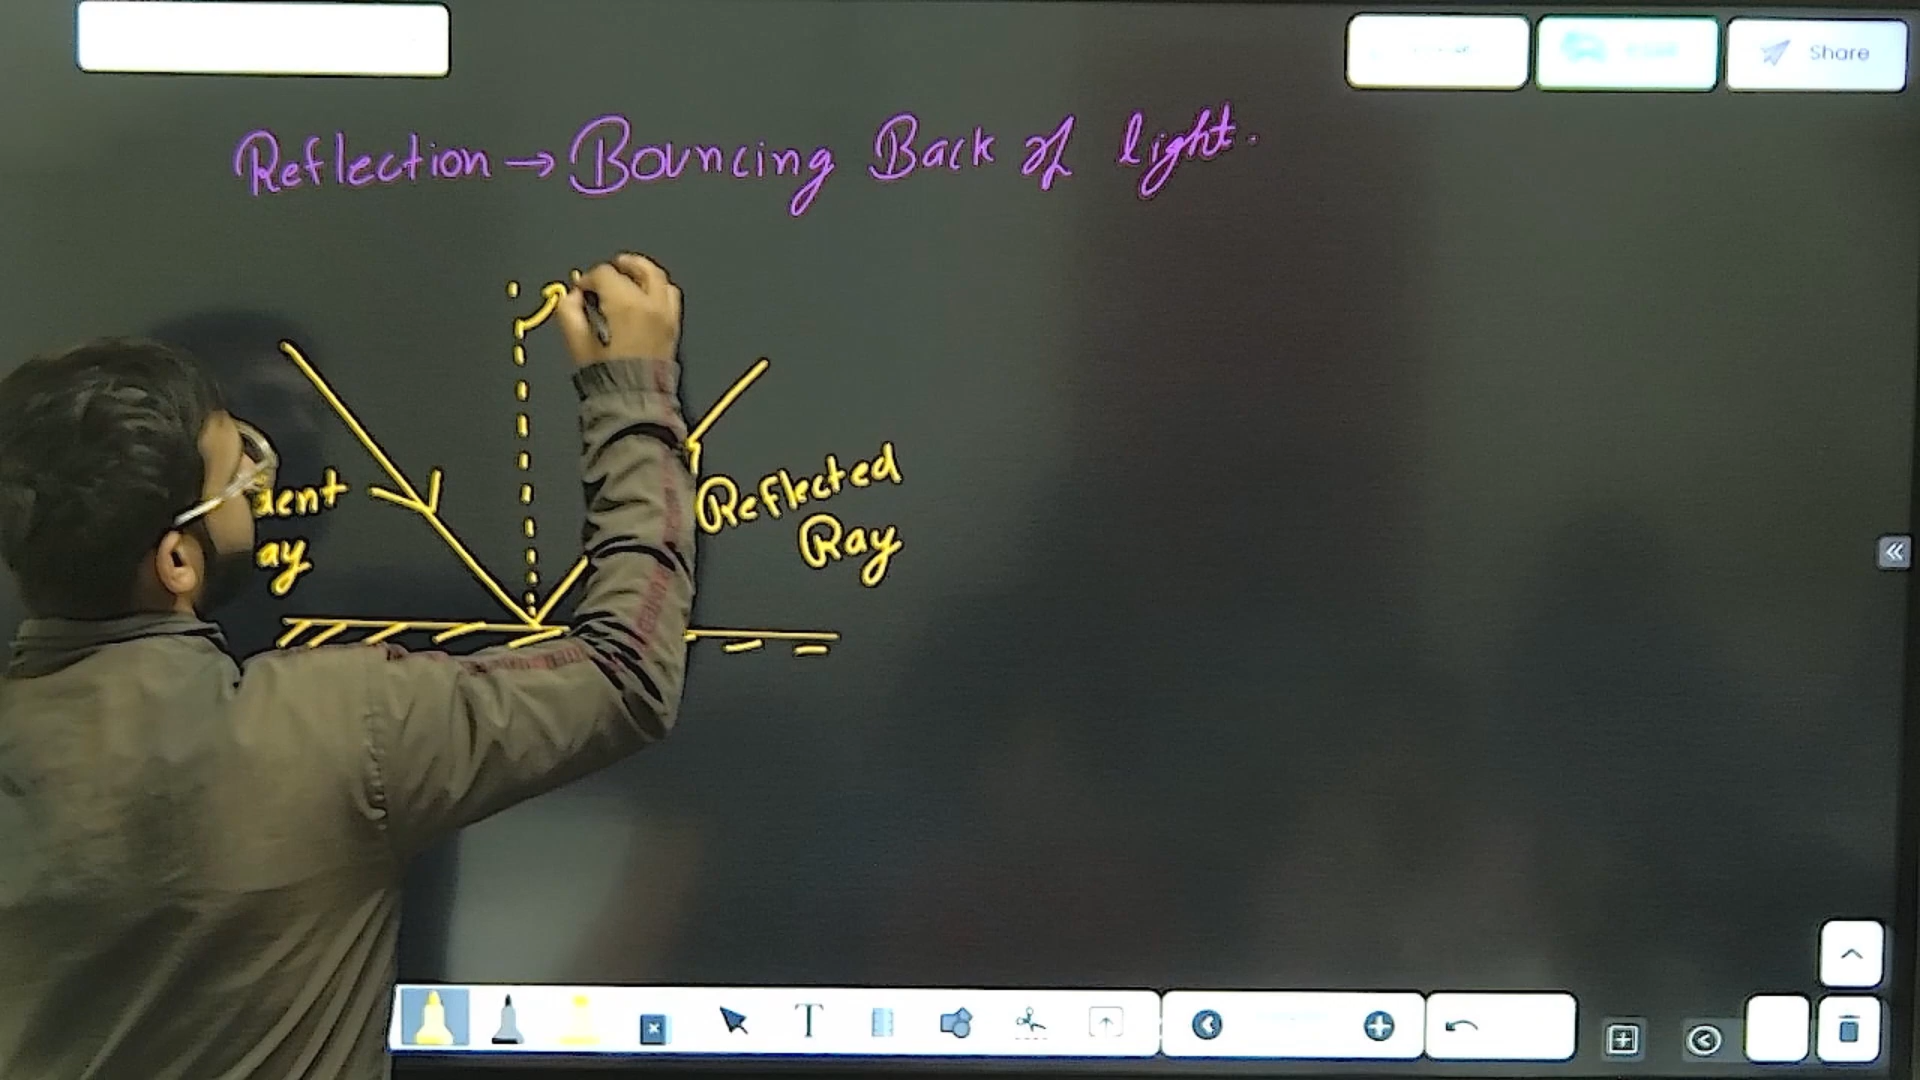 Share
Reflection → Bouncing Back of light.
Reflected
Ray